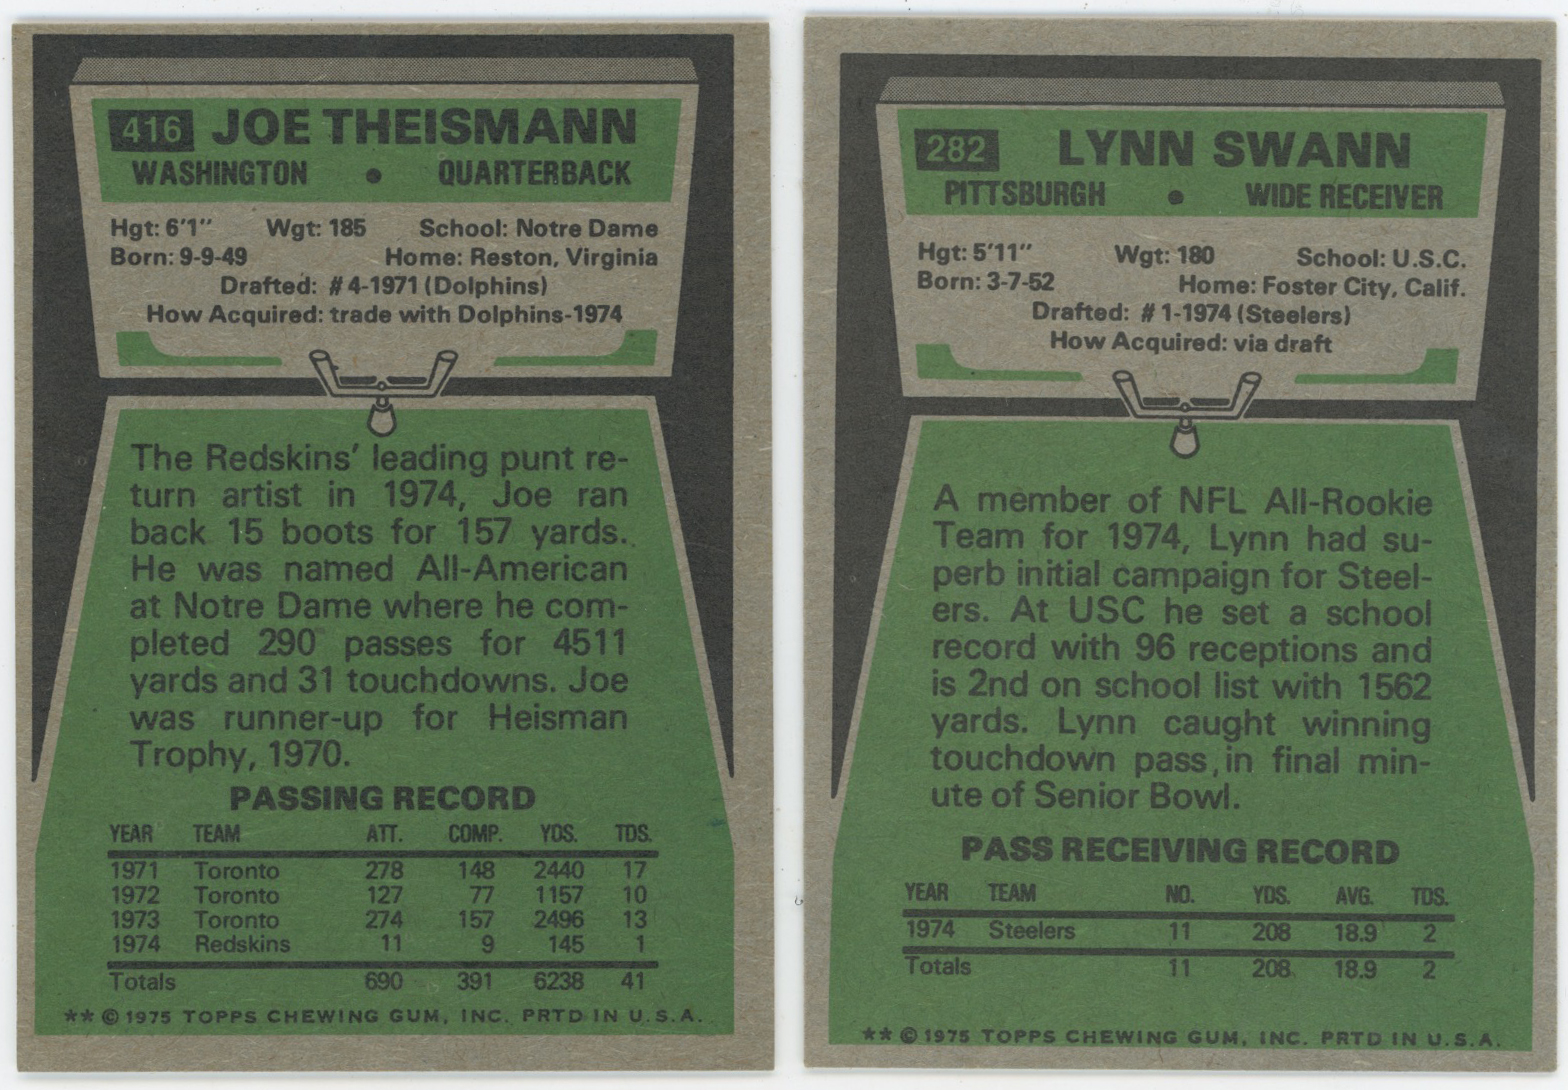 416 JOE THEISMANN
WASHINGTON • QUARTERBACK
Hgt: 6'1" Wgt: 185 School: Notre Dame
Born: 9-9-49 Home: Reston, Virginia
Drafted: #4-1971 (Dolphins)
How Acquired: trade with Dolphins-1974
The Redskins' leading punt re-
turn artist in 1974, Joe ran
back 15 boots for 157 yards.
He was named All-American
at Notre Dame where he com-
pleted 290 passes for 4511
yards and 31 touchdowns. Joe
was runner-up for Heisman
Trophy, 1970.
PASSING RECORD
YEAR TEAM ATT. COMP. YDS. TDS.
1971 Toronto 278 148 2440 17
1972 Toronto 127 77 1157 10
1973 Toronto 274 157 2496 13
1974 Redskins 11 9 145 1
Totals 690 391 6238 41
** © 1975 TOPPS CHEWING GUM, INC. PRTD IN U.S.A.
282 LYNN SWANN
PITTSBURGH • WIDE RECEIVER
Hgt: 5'11" Wgt: 180 School: U.S.C.
Born: 3-7-52 Home: Foster City, Calif.
Drafted: #1-1974 (Steelers)
How Acquired: via draft
A member of NFL All-Rookie
Team for 1974, Lynn had su-
perb initial campaign for Steel-
ers. At USC he set a school
record with 96 receptions and
is 2nd on school list with 1562
yards. Lynn caught winning
touchdown pass, in final min-
ute of Senior Bowl.
PASS RECEIVING RECORD
YEAR TEAM NO. YDS. AVG. TDS.
1974 Steelers 11 208 18.9 2
Totals 11 208 18.9 2
** © 1975 TOPPS CHEWING GUM, INC. PRTD IN U.S.A.